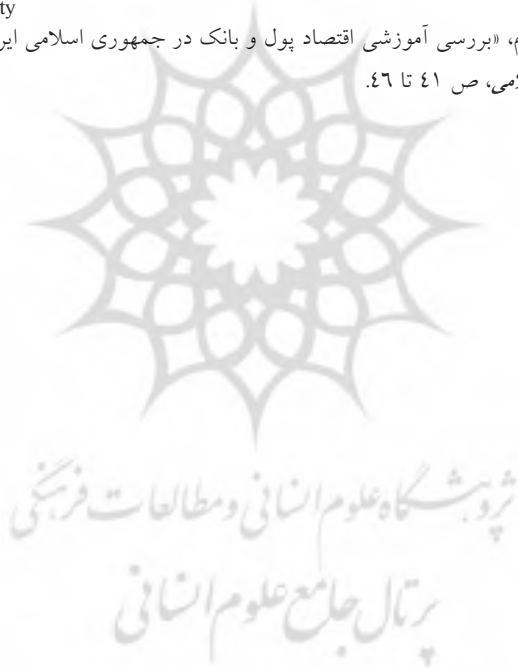 ty
م، «بررسی آموزشی اقتصاد پول و بانک در جمهوری اسلامی ایر
لامی، ص ٤١ تا ٤٦.
پژوهشگاه علوم انسانی و مطالعات فرهنگی
پرتال جامع علوم انسانی